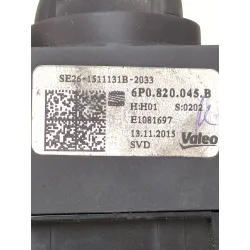 SE26-1511131B-2033
6P0.820.045.B
H:H01 S:0202
E1081697
13.11.2015
SVD
Valeo